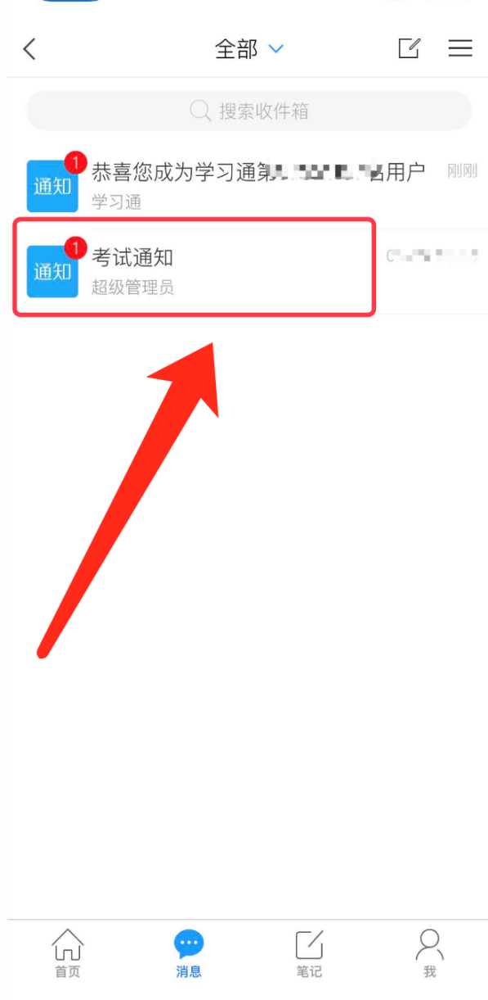 全部
搜索收件箱
1
通知
恭喜您成为学习通第 名用户
刚刚
学习通
1
通知
考试通知
超级管理员
首页
消息
笔记
我